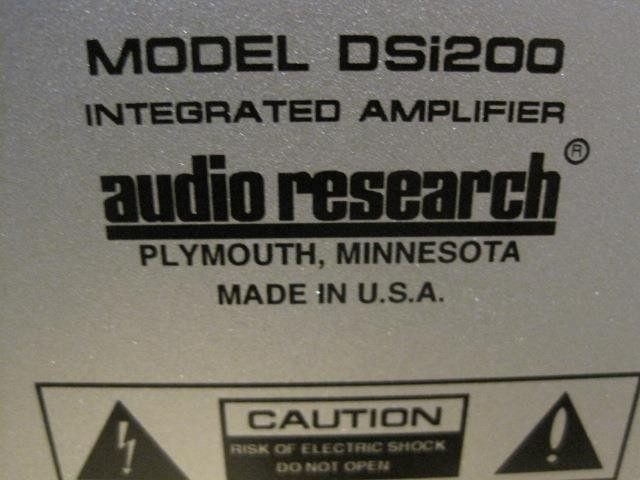 MODEL DSi200
INTEGRATED AMPLIFIER
audio research®
PLYMOUTH, MINNESOTA
MADE IN U.S.A.
CAUTION
RISK OF ELECTRIC SHOCK
DO NOT OPEN